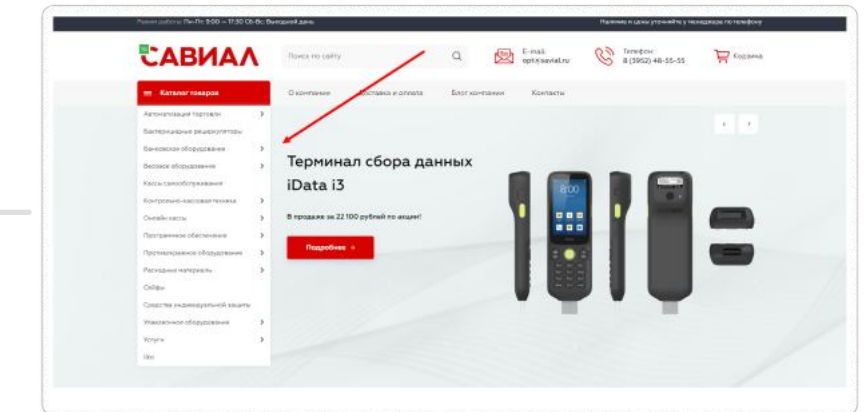 Режим работы: Пн-Пт: 9:00 — 17:30 Сб-Вс: Выходной день
Наличие и цены уточняйте у менеджера по телефону
САВИАЛ
Поиск по сайту
E-mail:
opt@savial.ru
Телефон:
8 (3952) 48-55-55
Корзина
Каталог товаров
О компании
Доставка и оплата
Блог компании
Контакты
Автоматизация торговли
Бактерицидные рециркуляторы
Банковское оборудование
Весовое оборудование
Кассы самообслуживания
Контрольно-кассовая техника
Онлайн кассы
Программное обеспечение
Противокражное оборудование
Расходные материалы
Сейфы
Средства индивидуальной защиты
Упаковочное оборудование
Услуги
Терминал сбора данных
iData i3
В продаже за 22 100 рублей по акции!
Подробнее
8:00